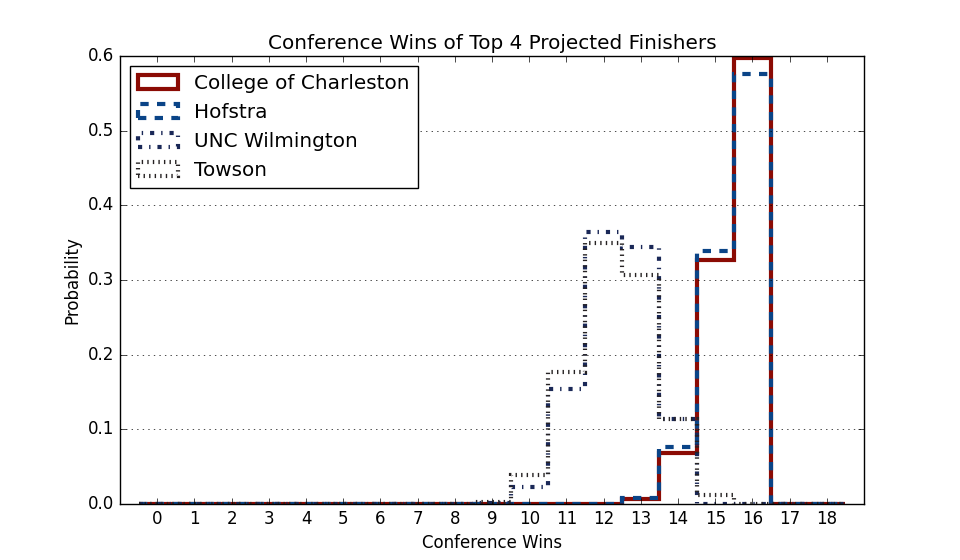 Conference Wins of Top 4 Projected Finishers
0.6
College of Charleston
Hofstra
UNC Wilmington
Towson
0.5
0.4
0.3
0.2
0.1
0.0
Probability
0 1 2 3 4 5 6 7 8 9 10 11 12 13 14 15 16 17 18
Conference Wins